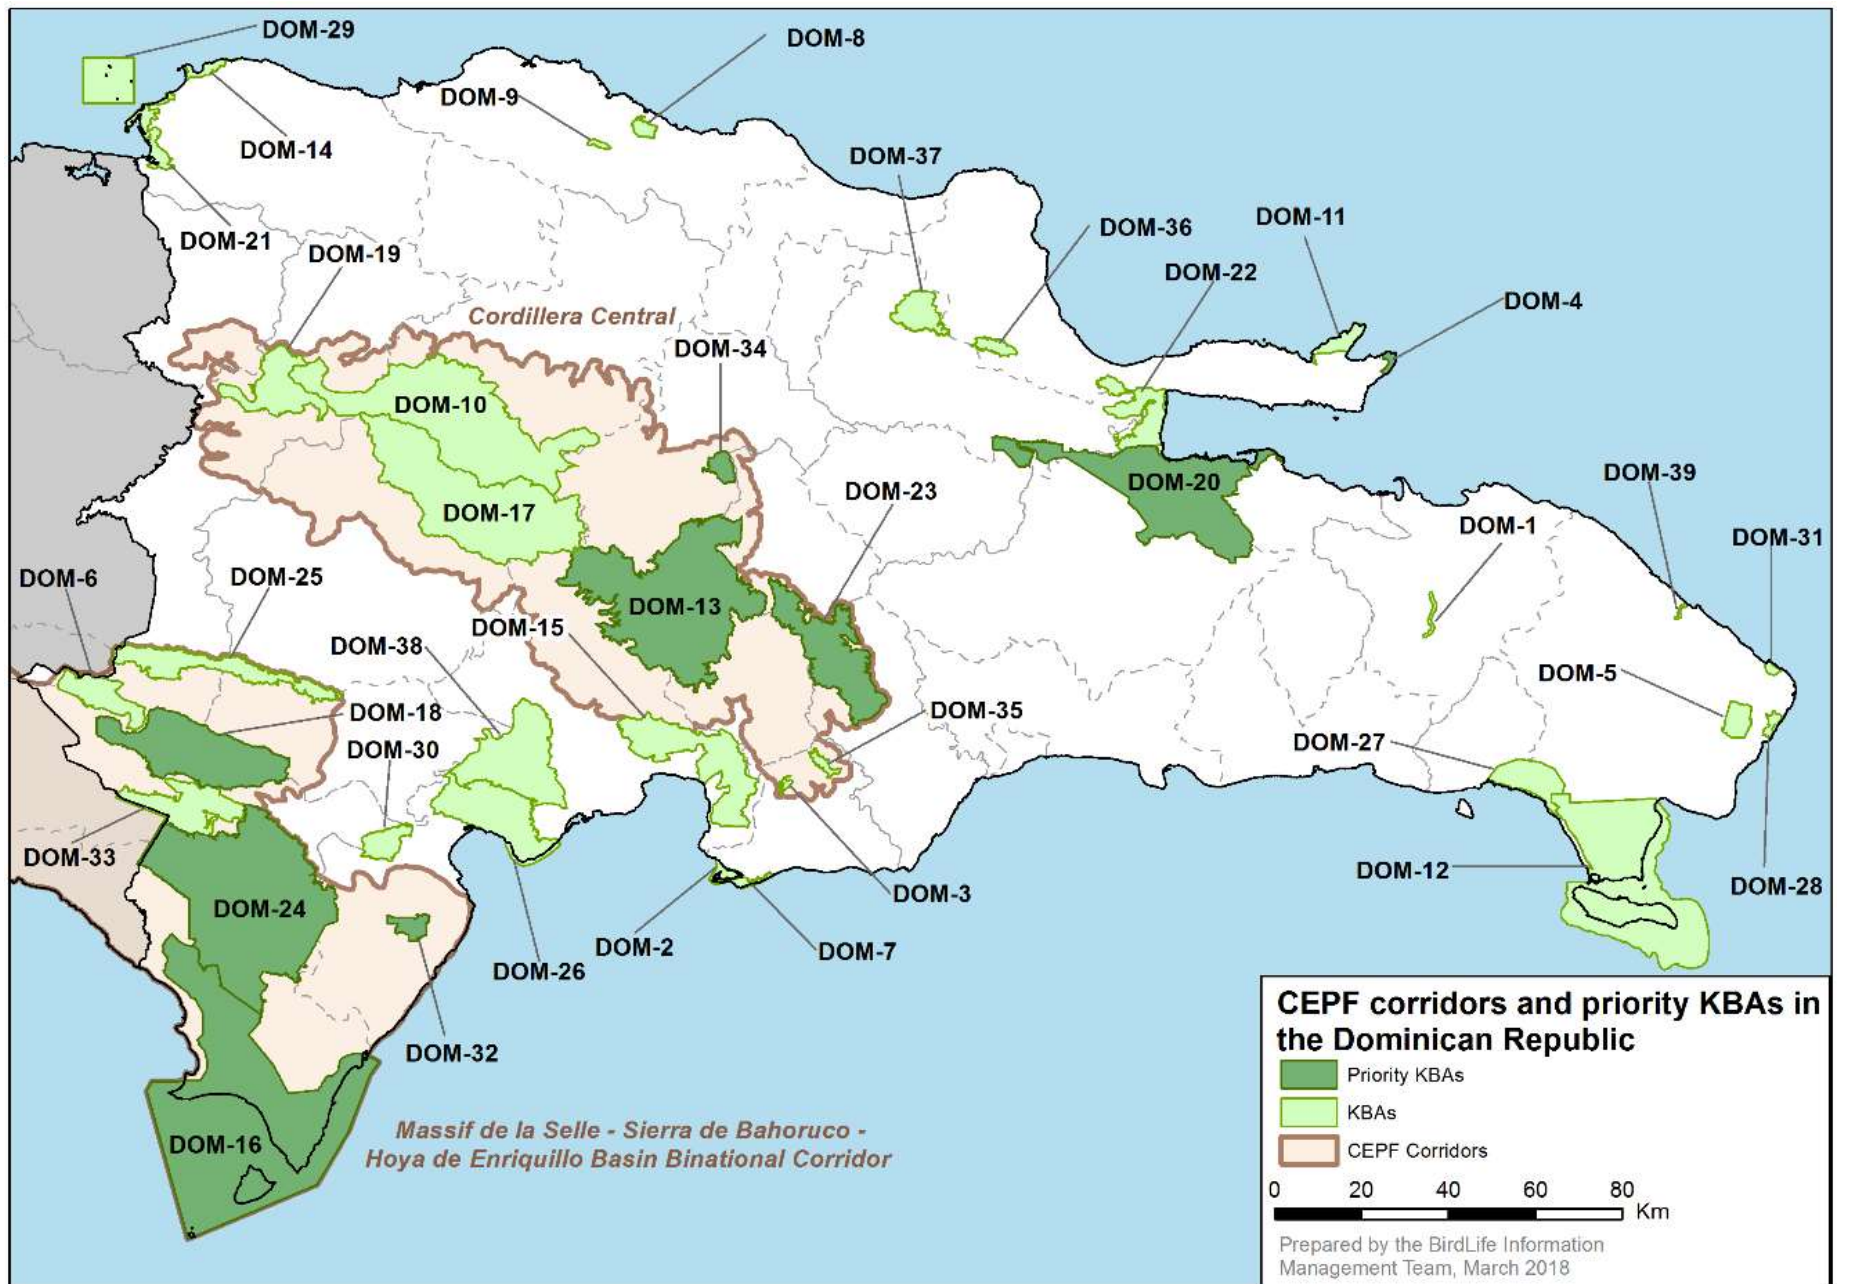 DOM-29
DOM-8
DOM-9
DOM-14
DOM-37
DOM-11
DOM-36
DOM-21
DOM-19
DOM-22
DOM-4
Cordillera Central
DOM-34
DOM-10
DOM-39
DOM-20
DOM-23
DOM-17
DOM-1
DOM-31
DOM-6
DOM-25
DOM-13
DOM-15
DOM-38
DOM-5
DOM-18
DOM-35
DOM-30
DOM-27
DOM-33
DOM-12
DOM-28
DOM-3
DOM-24
DOM-2
DOM-7
DOM-26
DOM-32
DOM-16
Massif de la Selle - Sierra de Bahoruco -
Hoya de Enriquillo Basin Binational Corridor
CEPF corridors and priority KBAs in
the Dominican Republic
Priority KBAs
KBAs
CEPF Corridors
0 20 40 60 80
Km
Prepared by the BirdLife Information
Management Team, March 2018